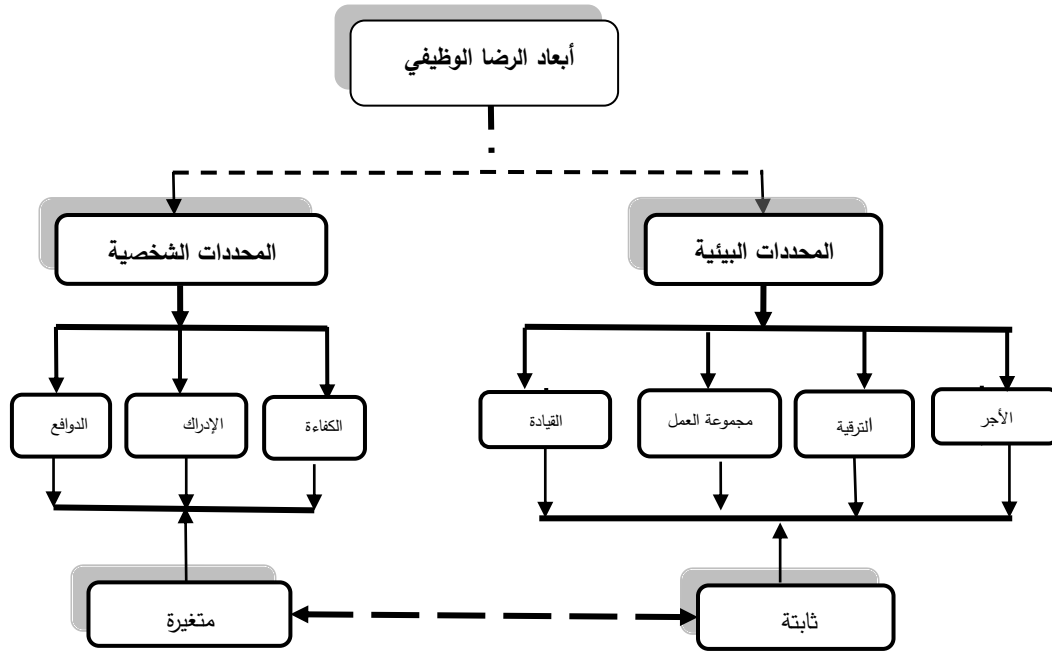 أبعاد الرضا الوظيفي
المحددات البيئية
المحددات الشخصية
الأجر
الترقية
مجموعة العمل
القيادة
الكفاءة
الإدراك
الدوافع
ثابتة
متغيرة